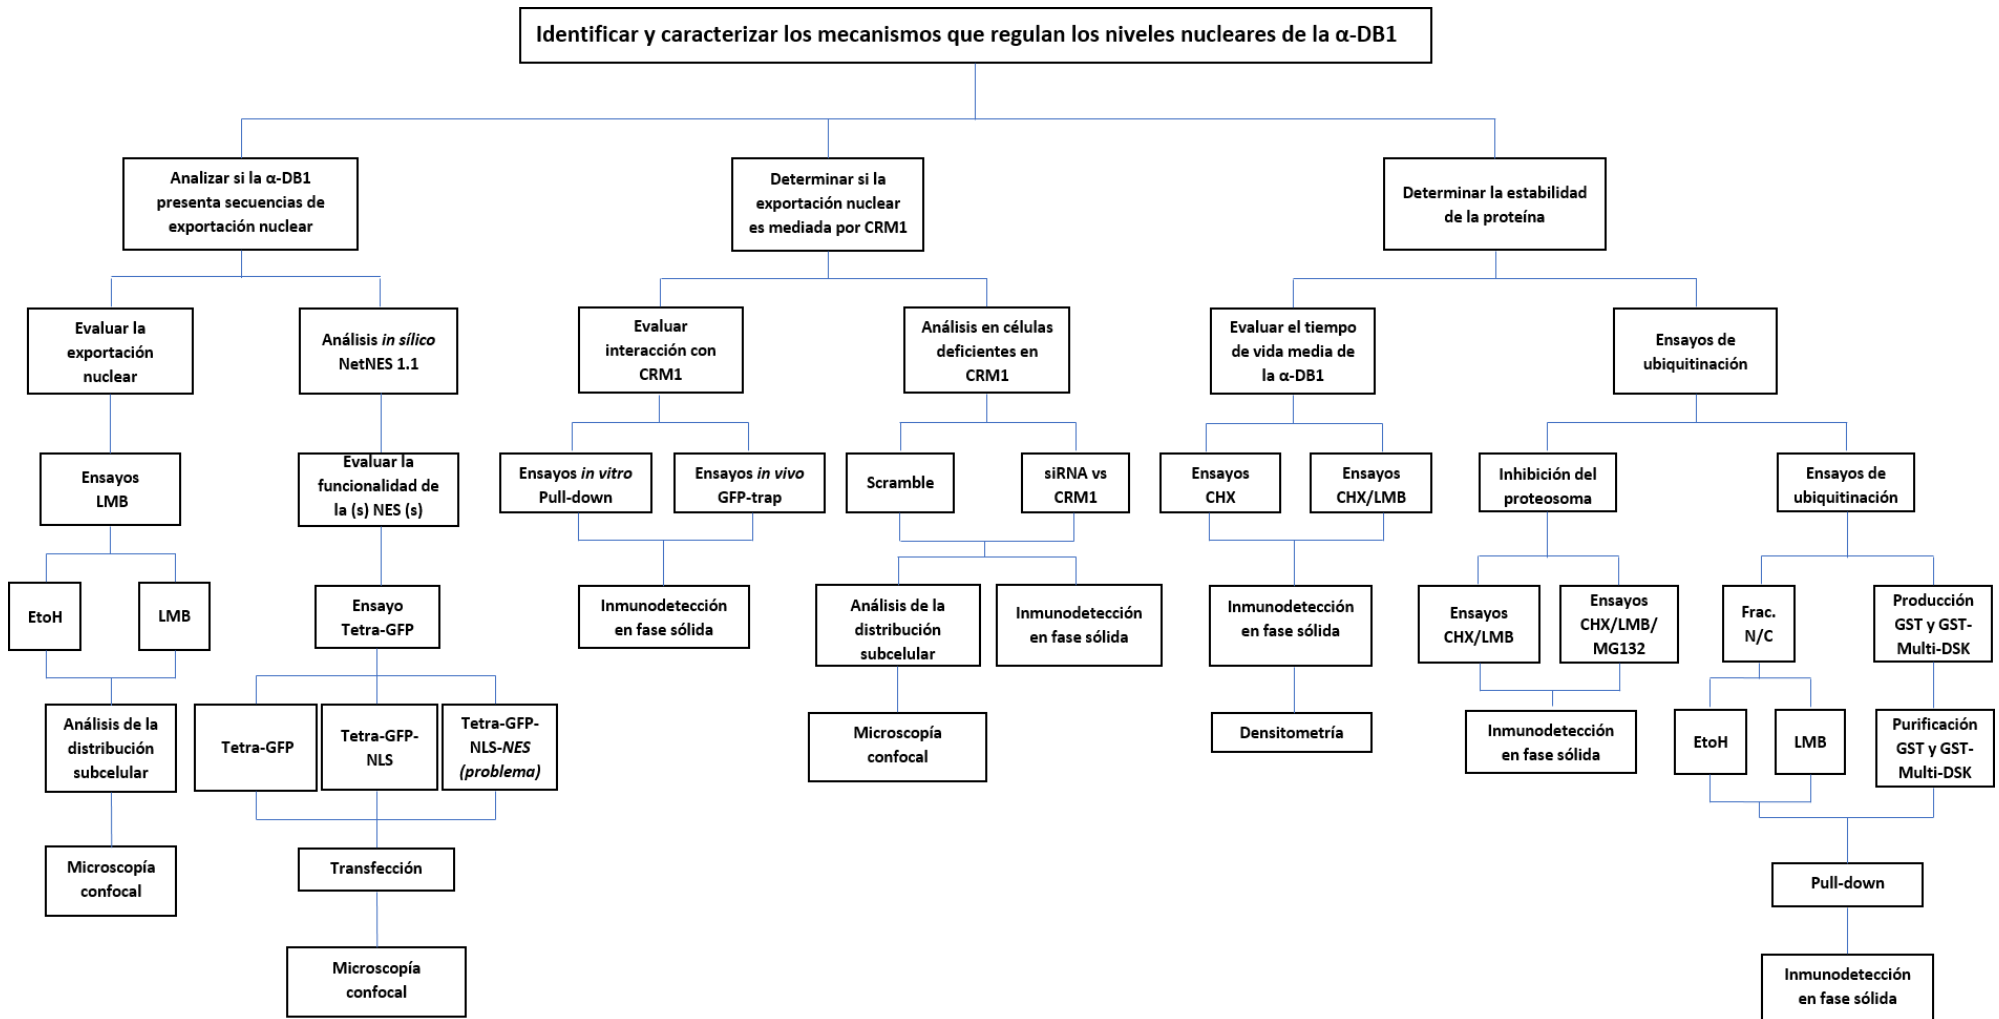 Identificar y caracterizar los mecanismos que regulan los niveles nucleares de la α-DB1
Analizar si la α-DB1
presenta secuencias de
exportación nuclear
Determinar si la
exportación nuclear
es mediada por CRM1
Determinar la estabilidad
de la proteína
Evaluar la
exportación
nuclear
Análisis in sílico
NetNES 1.1
Evaluar
interacción con
CRM1
Análisis en células
deficientes en
CRM1
Evaluar el tiempo
de vida media de
la α-DB1
Ensayos de
ubiquitinación
Ensayos
LMB
Evaluar la
funcionalidad de
la (s) NES (s)
Ensayos in vitro
Pull-down
Ensayos in vivo
GFP-trap
Scramble
siRNA vs
CRM1
Ensayos
CHX
Ensayos
CHX/LMB
Inhibición del
proteosoma
Ensayos de
ubiquitinación
EtoH
LMB
Ensayo
Tetra-GFP
Inmunodetección
en fase sólida
Análisis de la
distribución
subcelular
Inmunodetección
en fase sólida
Inmunodetección
en fase sólida
Ensayos
CHX/LMB
Ensayos
CHX/LMB/
MG132
Frac.
N/C
Producción
GST y GST-
Multi-DSK
Análisis de la
distribución
subcelular
Tetra-GFP
Tetra-GFP-
NLS
Tetra-GFP-
NLS-NES
(problema)
Microscopía
confocal
Densitometría
Inmunodetección
en fase sólida
EtoH
LMB
Purificación
GST y GST-
Multi-DSK
Microscopía
confocal
Transfección
Pull-down
Microscopía
confocal
Inmunodetección
en fase sólida